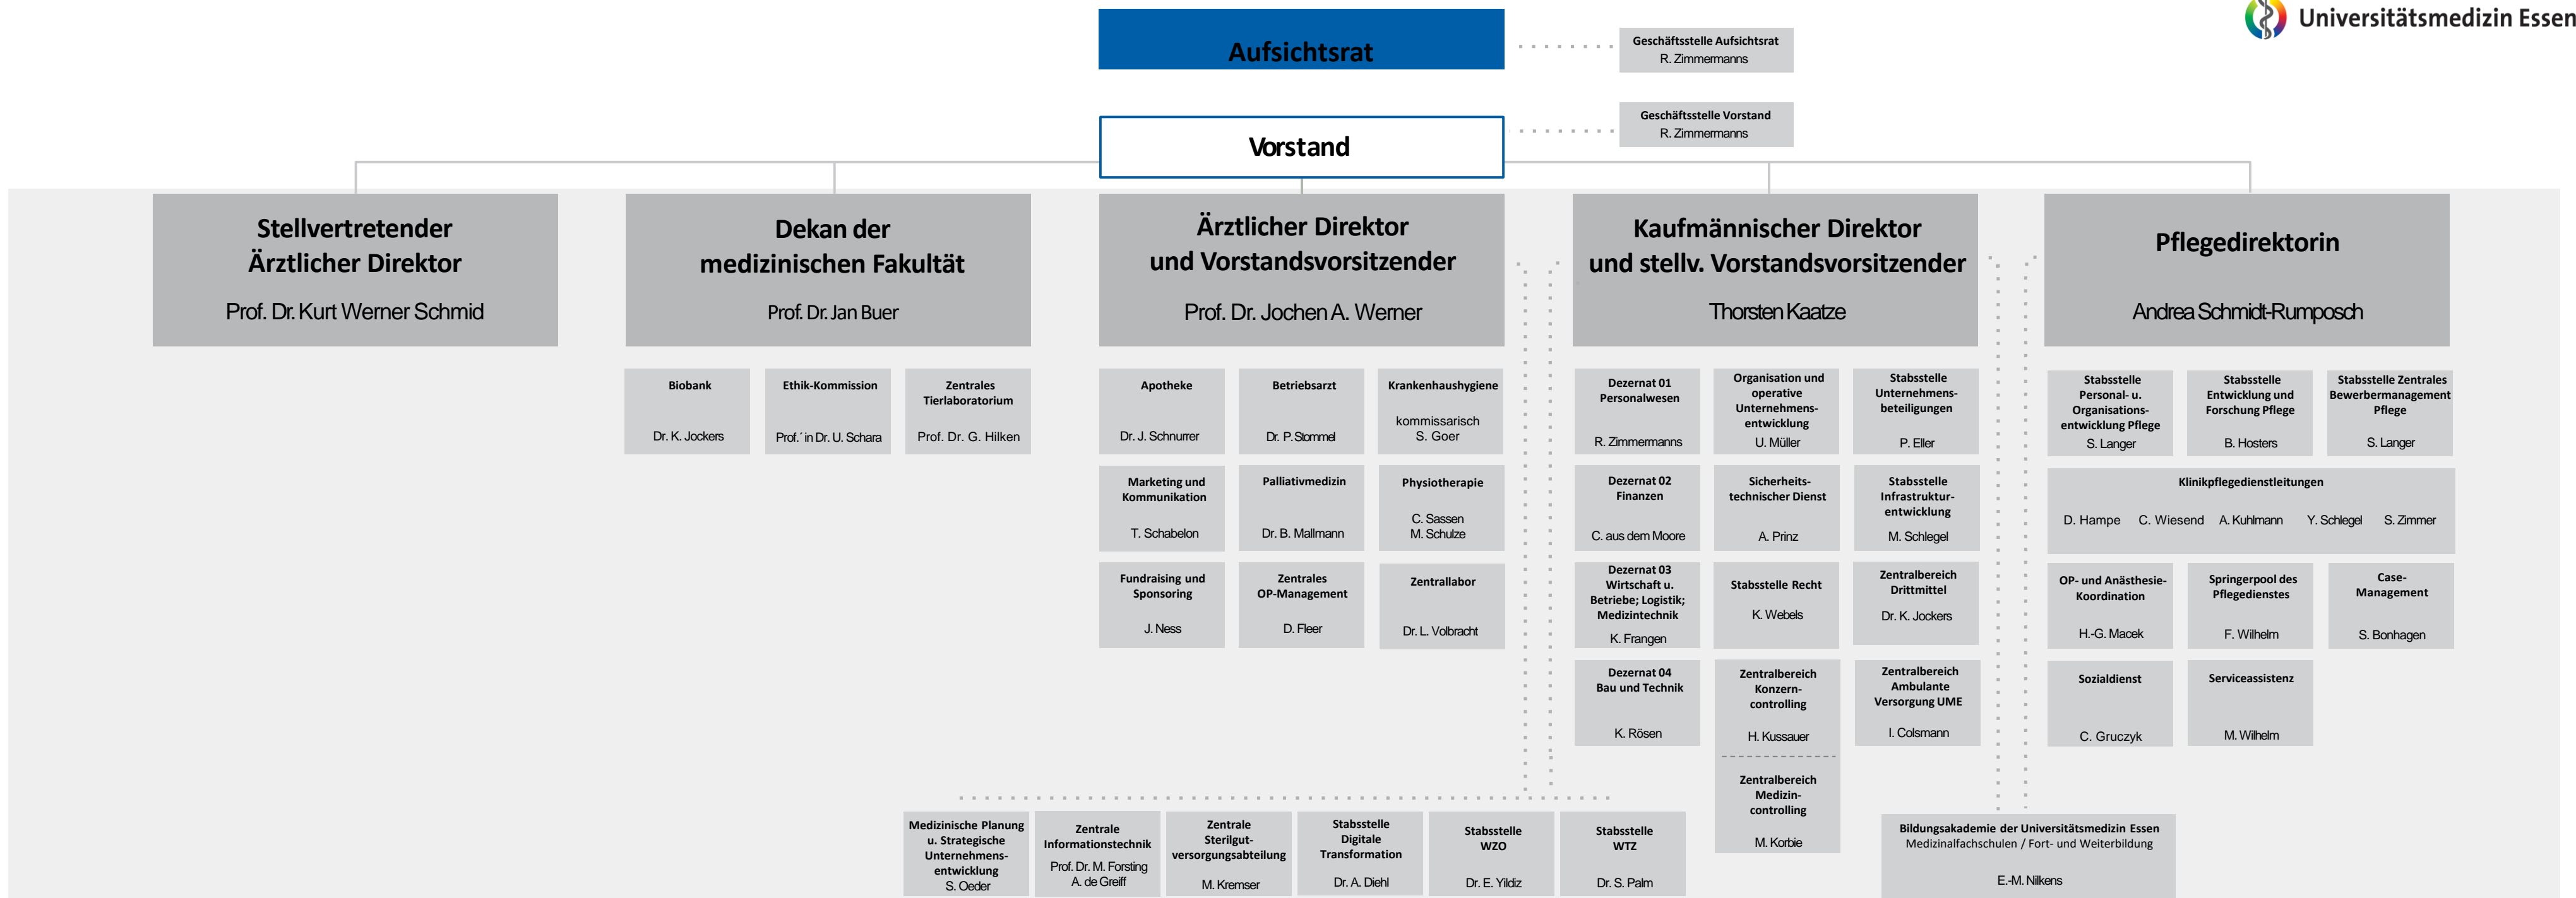 Universitätsmedizin Essen
Aufsichtsrat
Geschäftsstelle Aufsichtsrat
R. Zimmermanns
Geschäftsstelle Vorstand
R. Zimmermanns
Vorstand
Stellvertretender
Ärztlicher Direktor
Prof. Dr. Kurt Werner Schmid
Dekan der
medizinischen Fakultät
Prof. Dr. Jan Buer
Ärztlicher Direktor
und Vorstandsvorsitzender
Prof. Dr. Jochen A. Werner
Kaufmännischer Direktor
und stellv. Vorstandsvorsitzender
Thorsten Kaatze
Pflegedirektorin
Andrea Schmidt-Rumposch
Biobank
Dr. K. Jockers
Ethik-Kommission
Prof.´ in Dr. U. Schara
Zentrales
Tierlaboratorium
Prof. Dr. G. Hilken
Apotheke
Dr. J. Schnurrer
Betriebsarzt
Dr. P. Stommel
Krankenhaushygiene
kommissarisch
S. Goer
Marketing und
Kommunikation
T. Schabelon
Palliativmedizin
Dr. B. Mallmann
Physiotherapie
C. Sassen
M. Schulze
Fundraising und
Sponsoring
J. Ness
Zentrales
OP-Management
D. Fleer
Zentrallabor
Dr. L. Volbracht
Dezernat 01
Personalwesen
R. Zimmermanns
Organisation und
operative
Unternehmens-
entwicklung
U. Müller
Stabsstelle
Unternehmens-
beteiligungen
P. Eller
Dezernat 02
Finanzen
C. aus dem Moore
Sicherheits-
technischer Dienst
A. Prinz
Stabsstelle
Infrastruktur-
entwicklung
M. Schlegel
Dezernat 03
Wirtschaft u.
Betriebe; Logistik;
Medizintechnik
K. Frangen
Stabsstelle Recht
K. Webels
Zentralbereich
Drittmittel
Dr. K. Jockers
Dezernat 04
Bau und Technik
K. Rösen
Zentralbereich
Konzern-
controlling
H. Kussauer
Zentralbereich
Medizin-
controlling
M. Korbie
Zentralbereich
Ambulante
Versorgung UME
I. Colsmann
Stabsstelle
Personal- u.
Organisations-
entwicklung Pflege
S. Langer
Stabsstelle
Entwicklung und
Forschung Pflege
B. Hosters
Stabsstelle Zentrales
Bewerbermanagement
Pflege
S. Langer
Klinikpflegedienstleitungen
D. Hampe C. Wiesend A. Kuhlmann Y. Schlegel S. Zimmer
OP- und Anästhesie-
Koordination
H.-G. Macek
Springerpool des
Pflegedienstes
F. Wilhelm
Case-
Management
S. Bonhagen
Sozialdienst
C. Gruczyk
Serviceassistenz
M. Wilhelm
Medizinische Planung
u. Strategische
Unternehmens-
entwicklung
S. Oeder
Zentrale
Informationstechnik
Prof. Dr. M. Forsting
A. de Greiff
Zentrale
Sterilgut-
versorgungsabteilung
M. Kremser
Stabsstelle
Digitale
Transformation
Dr. A. Diehl
Stabsstelle
WZO
Dr. E. Yildiz
Stabsstelle
WTZ
Dr. S. Palm
Bildungsakademie der Universitätsmedizin Essen
Medizinalfachschulen / Fort- und Weiterbildung
E.-M. Nilkens